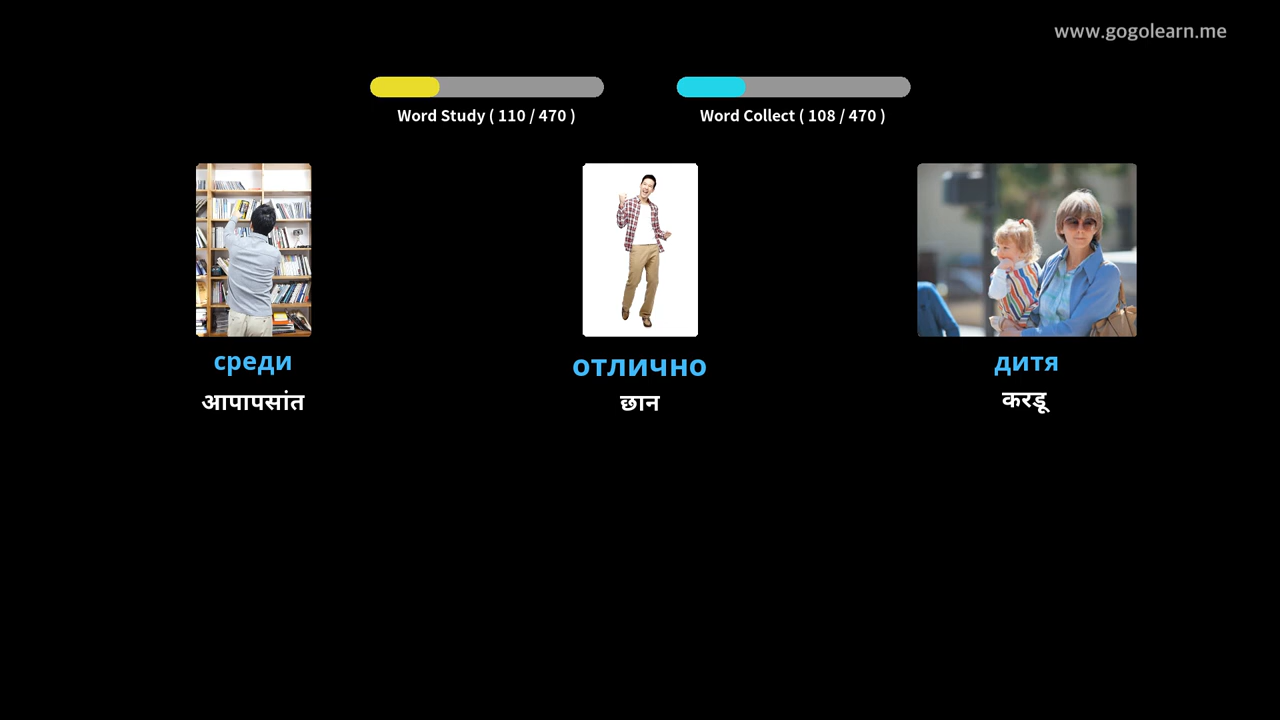 www.gogolearn.me
Word Study ( 110 / 470 )
Word Collect ( 108 / 470 )
среди
отлично
дитя
आपापसांत
छान
करडू